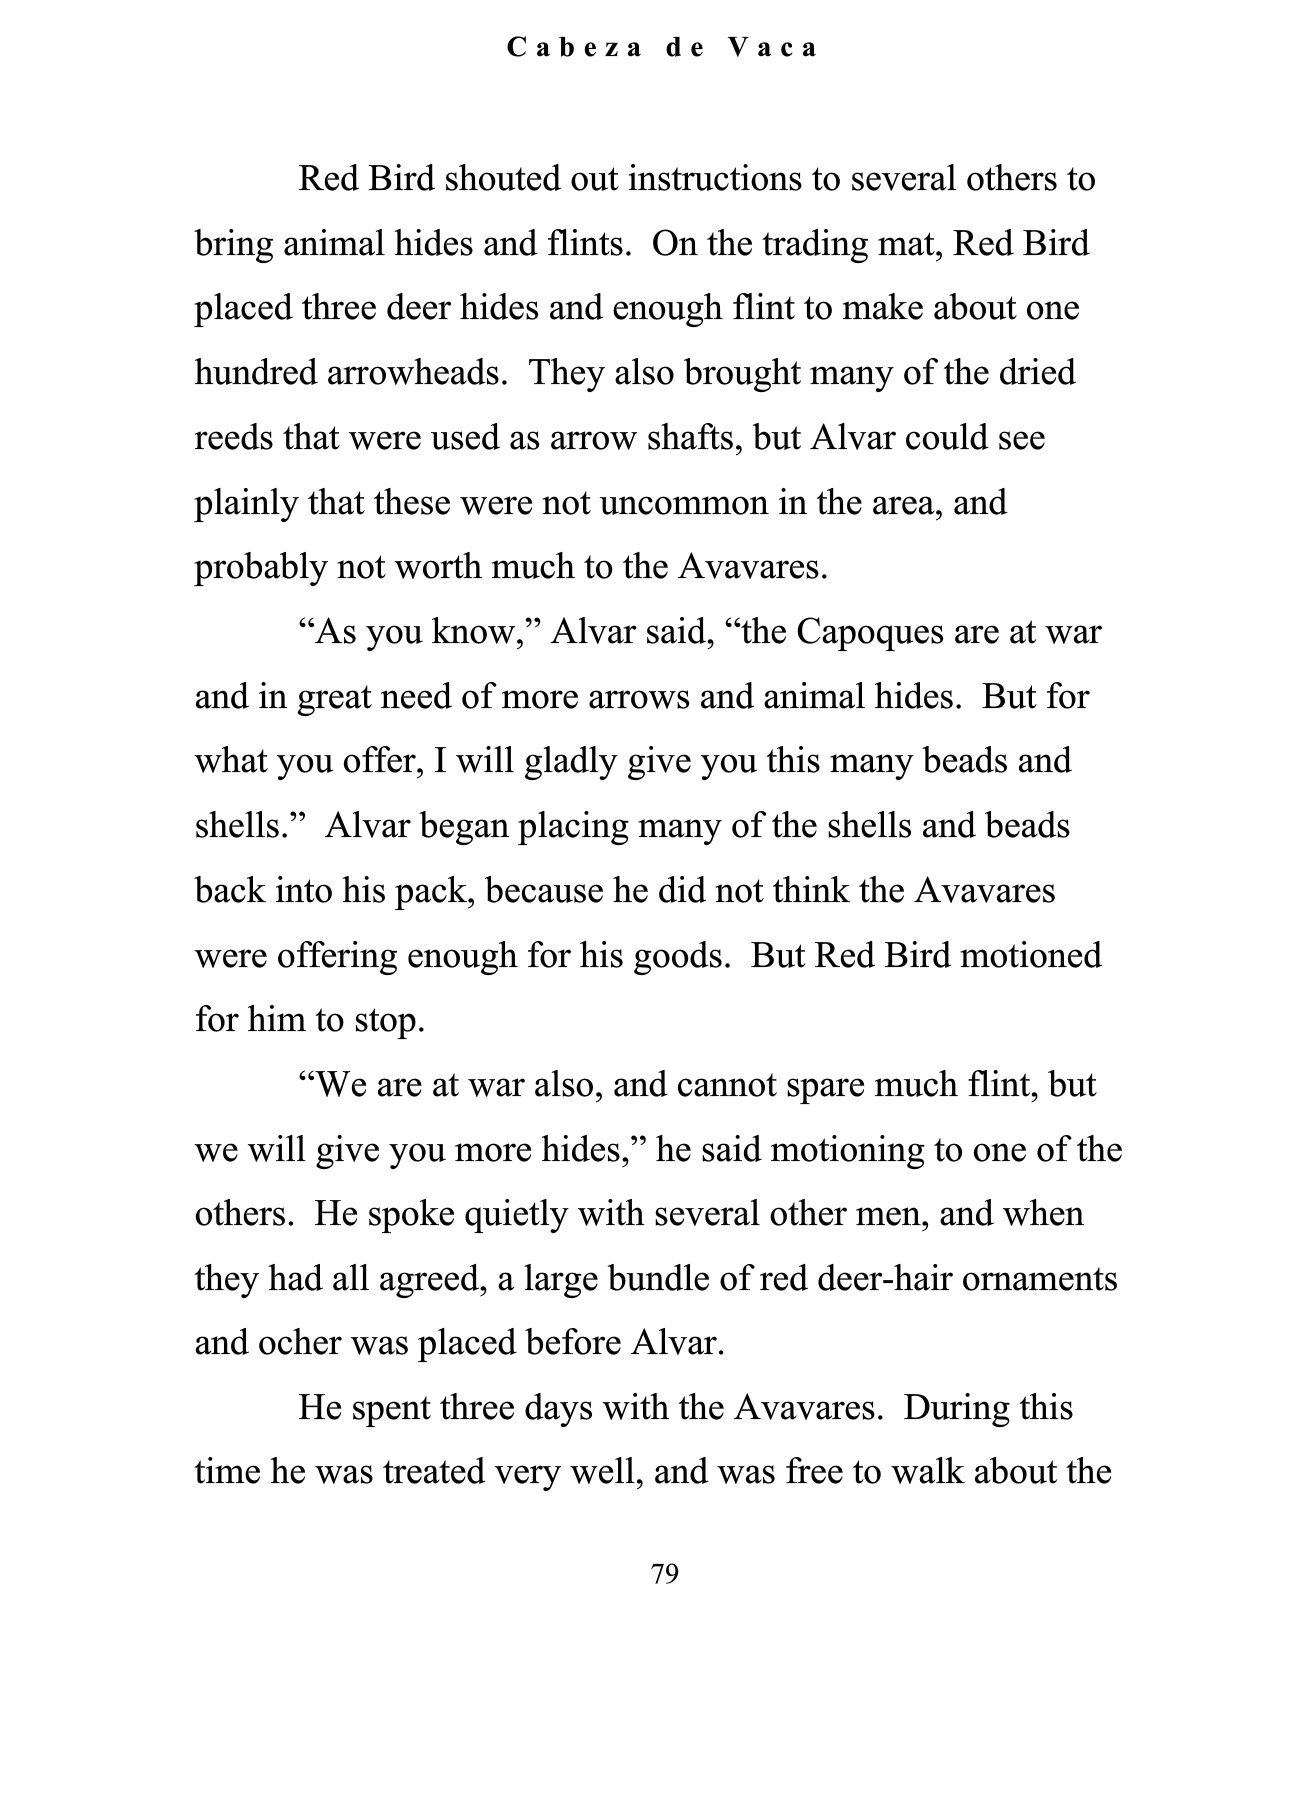 Cabeza de Vaca
Red Bird shouted out instructions to several others to
bring animal hides and flints.  On the trading mat, Red Bird
placed three deer hides and enough flint to make about one
hundred arrowheads.  They also brought many of the dried
reeds that were used as arrow shafts, but Alvar could see
plainly that these were not uncommon in the area, and
probably not worth much to the Avavares.
“As you know,” Alvar said, “the Capoques are at war
and in great need of more arrows and animal hides.  But for
what you offer, I will gladly give you this many beads and
shells.”  Alvar began placing many of the shells and beads
back into his pack, because he did not think the Avavares
were offering enough for his goods.  But Red Bird motioned
for him to stop.
“We are at war also, and cannot spare much flint, but
we will give you more hides,” he said motioning to one of the
others.  He spoke quietly with several other men, and when
they had all agreed, a large bundle of red deer-hair ornaments
and ocher was placed before Alvar.
He spent three days with the Avavares.  During this
time he was treated very well, and was free to walk about the
79